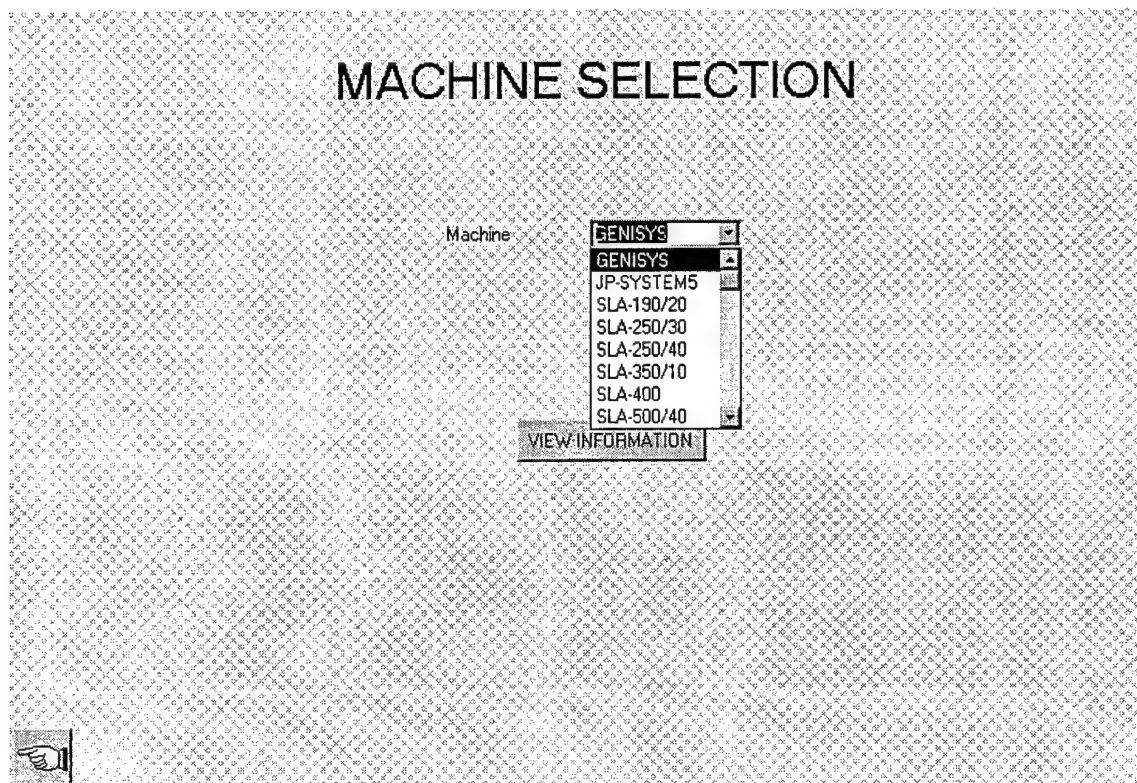 MACHINE SELECTION
Machine GENISYS
GENISYS
JP-SYSTEM5
SLA-190/20
SLA-250/30
SLA-250/40
SLA-350/10
SLA-400
SLA-500/40
VIEW INFORMATION